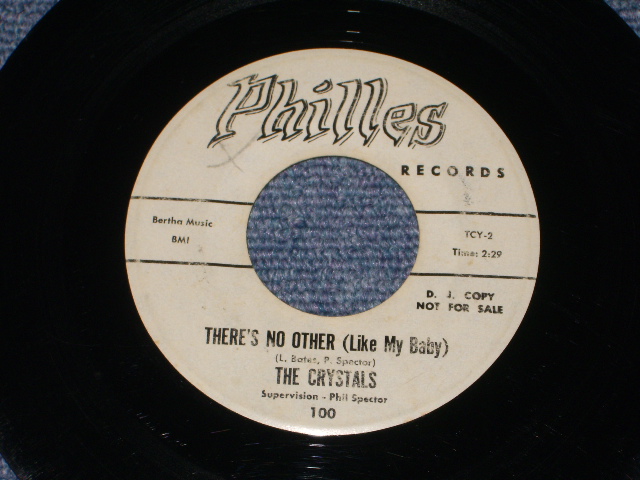 Philles
RECORDS
Bertha Music
BMI
TCY-2
Time: 2:29
D. J. COPY
NOT FOR SALE
THERE'S NO OTHER (Like My Baby)
(L. Bates, P. Spector)
THE CRYSTALS
Supervision - Phil Spector
100